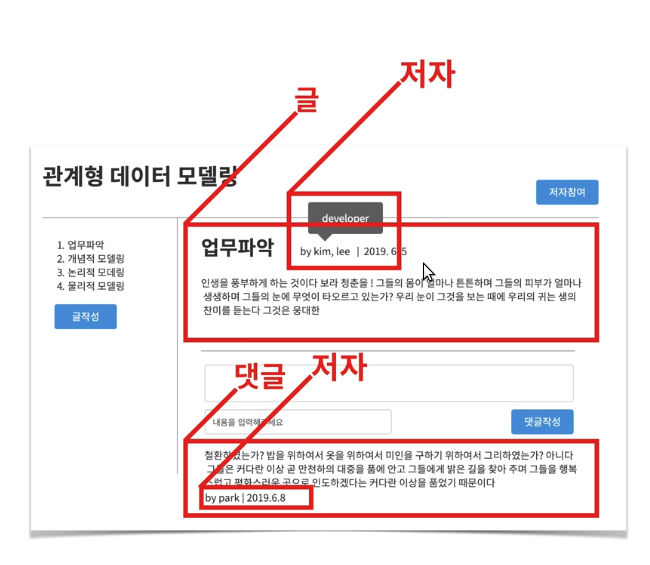 저자
글
관계형 데이터 모델링
저자참여
developer
1. 업무파악
2. 개념적 모델링
3. 논리적 모데링
4. 물리적 모델링
글작성
업무파악
by kim, lee | 2019. 6.5
인생을 풍부하게 하는 것이다 보라 청춘을 ! 그들의 몸이 얼마나 튼튼하며 그들의 피부가 얼마나
생생하며 그들의 눈에 무엇이 타오르고 있는가? 우리 눈이 그것을 보는 때에 우리의 귀는 생의
찬미를 듣는다 그것은 웅대한
댓글
저자
내용을 입력해주세요
댓글작성
철환하였는가? 밥을 위하여서 옷을 위하여서 미인을 구하기 위하여서 그리하였는가? 아니다
그들은 커다란 이상 곧 만천하의 대중을 품에 안고 그들에게 밝은 길을 찾아 주며 그들을 행복
스럽고 평화스러운 곳으로 인도하겠다는 커다란 이상을 품었기 때문이다
by park | 2019.6.8